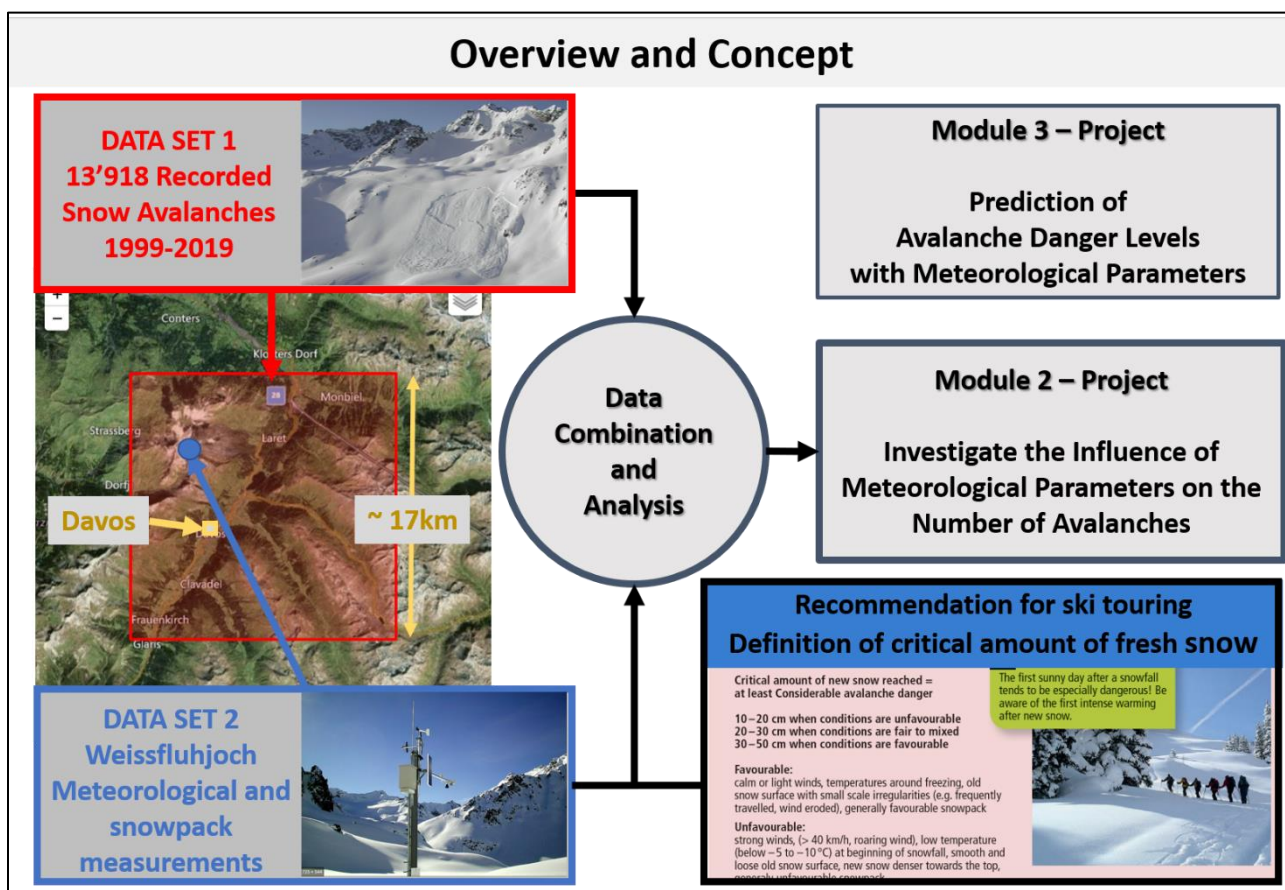 Overview and Concept
DATA SET 1
13’918 Recorded
Snow Avalanches
1999-2019
Module 3 – Project
Prediction of
Avalanche Danger Levels
with Meteorological Parameters
+
−
Conters
Klosters Dorf
28
Monbiel
Strassberg
Laret
Dorfj
Davos
~ 17km
Clavadel
Frauenkirch
Glaris
Data
Combination
and
Analysis
Module 2 – Project
Investigate the Influence of
Meteorological Parameters on the
Number of Avalanches
DATA SET 2
Weissfluhjoch
Meteorological and
snowpack
measurements
Recommendation for ski touring
Definition of critical amount of fresh snow
Critical amount of new snow reached =
at least Considerable avalanche danger
The first sunny day after a snowfall
tends to be especially dangerous! Be
aware of the first intense warming
after new snow.
10–20 cm when conditions are unfavourable
20–30 cm when conditions are fair to mixed
30–50 cm when conditions are favourable
Favourable:
calm or light winds, temperatures around freezing, old
snow surface with small scale irregularities (e.g. frequently
travelled, wind eroded), generally favourable snowpack
Unfavourable:
strong winds, (> 40 km/h, roaring wind), low temperature
(below –5 to –10 °C) at beginning of snowfall, smooth and
loose old snow surface, new snow denser towards the top,
generaly unfavourable snowpack